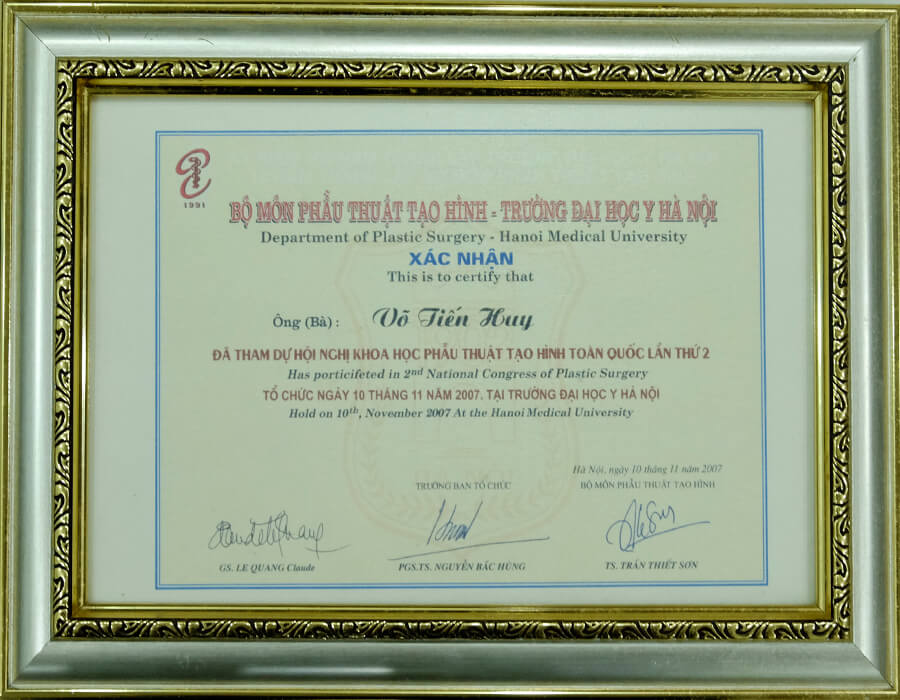 1991
BỘ MÔN PHẪU THUẬT TẠO HÌNH - TRƯỜNG ĐẠI HỌC Y HÀ NỘI
Department of Plastic Surgery - Hanoi Medical University
XÁC NHẬN
This is to certify that
Ông (Bà) : Võ Tiến Huy
ĐÃ THAM DỰ HỘI NGHỊ KHOA HỌC PHẪU THUẬT TẠO HÌNH TOÀN QUỐC LẦN THỨ 2
Has porticifeted in 2nd National Congress of Plastic Surgery
TỔ CHỨC NGÀY 10 THÁNG 11 NĂM 2007. TẠI TRƯỜNG ĐẠI HỌC Y HÀ NỘI
Hold on 10th, November 2007 At the Hanoi Medical University
Hà Nội, ngày 10 tháng 11 năm 2007
TRƯỞNG BAN TỔ CHỨC BỘ MÔN PHẪU THUẬT TẠO HÌNH
GS. LE QUANG Claude PGS.TS. NGUYỄN BẮC HÙNG TS. TRẦN THIẾT SƠN